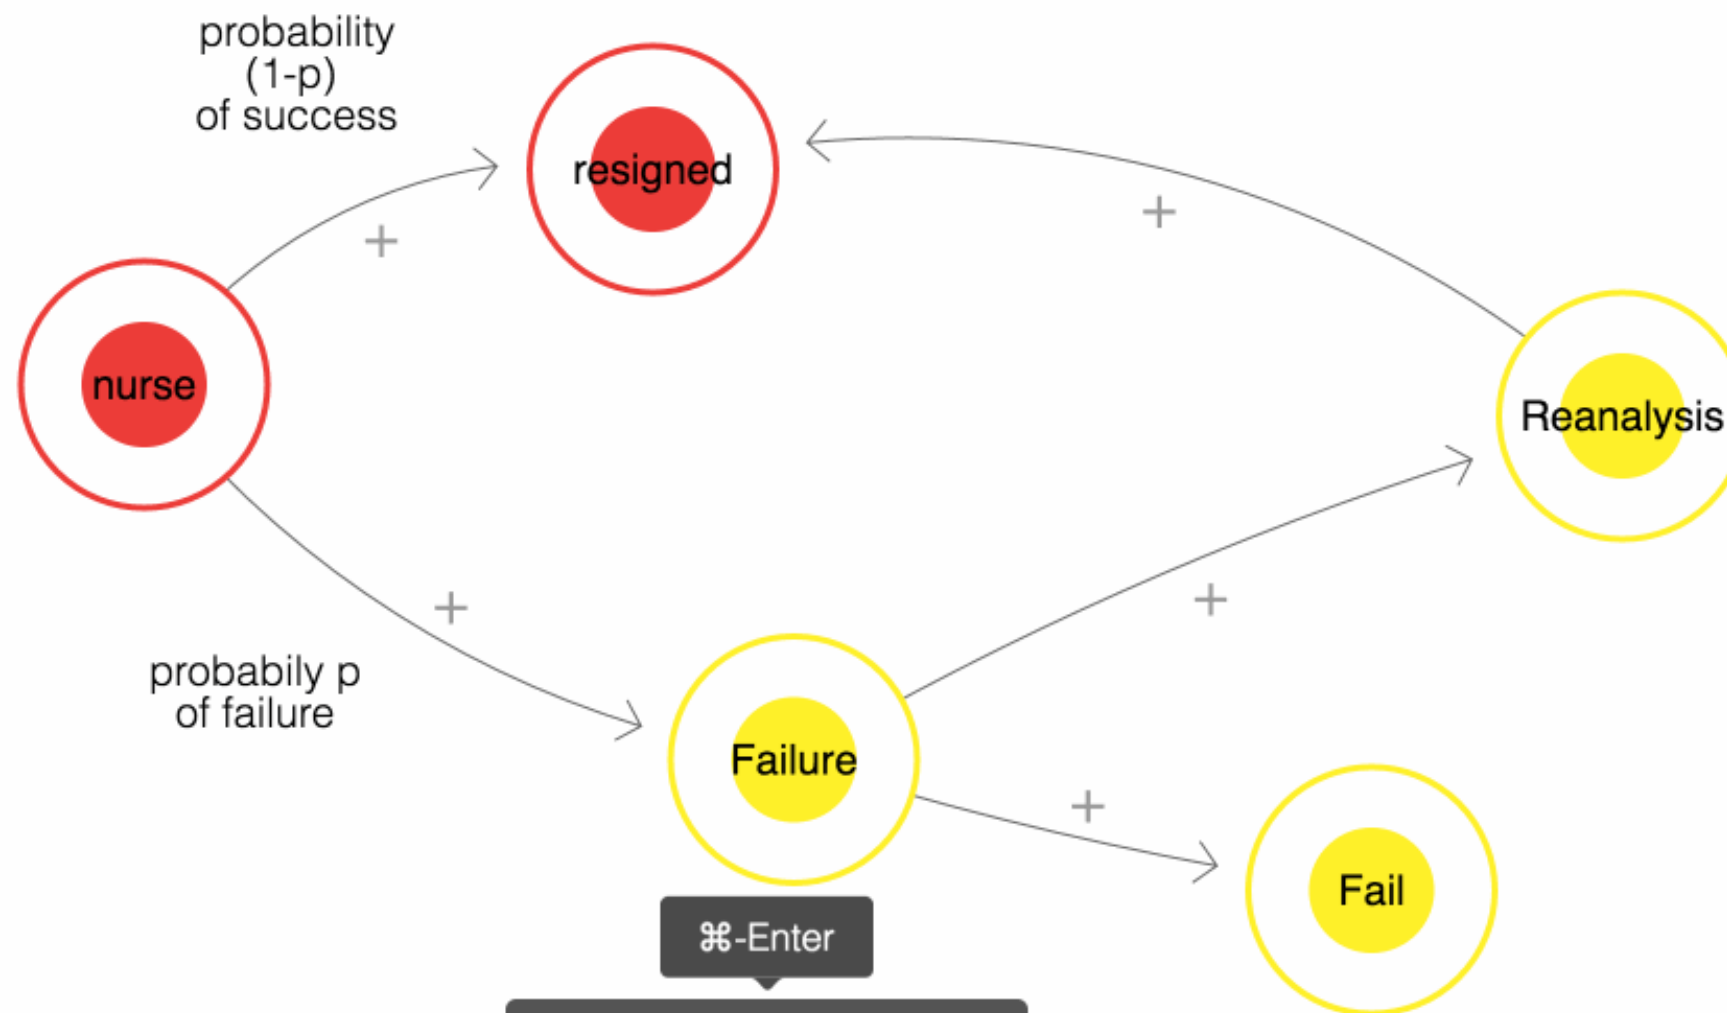 probability
(1-p)
of success
resigned
+
+
nurse
Reanalysis
+
+
probabily p
of failure
Failure
+
Fail
⌘-Enter